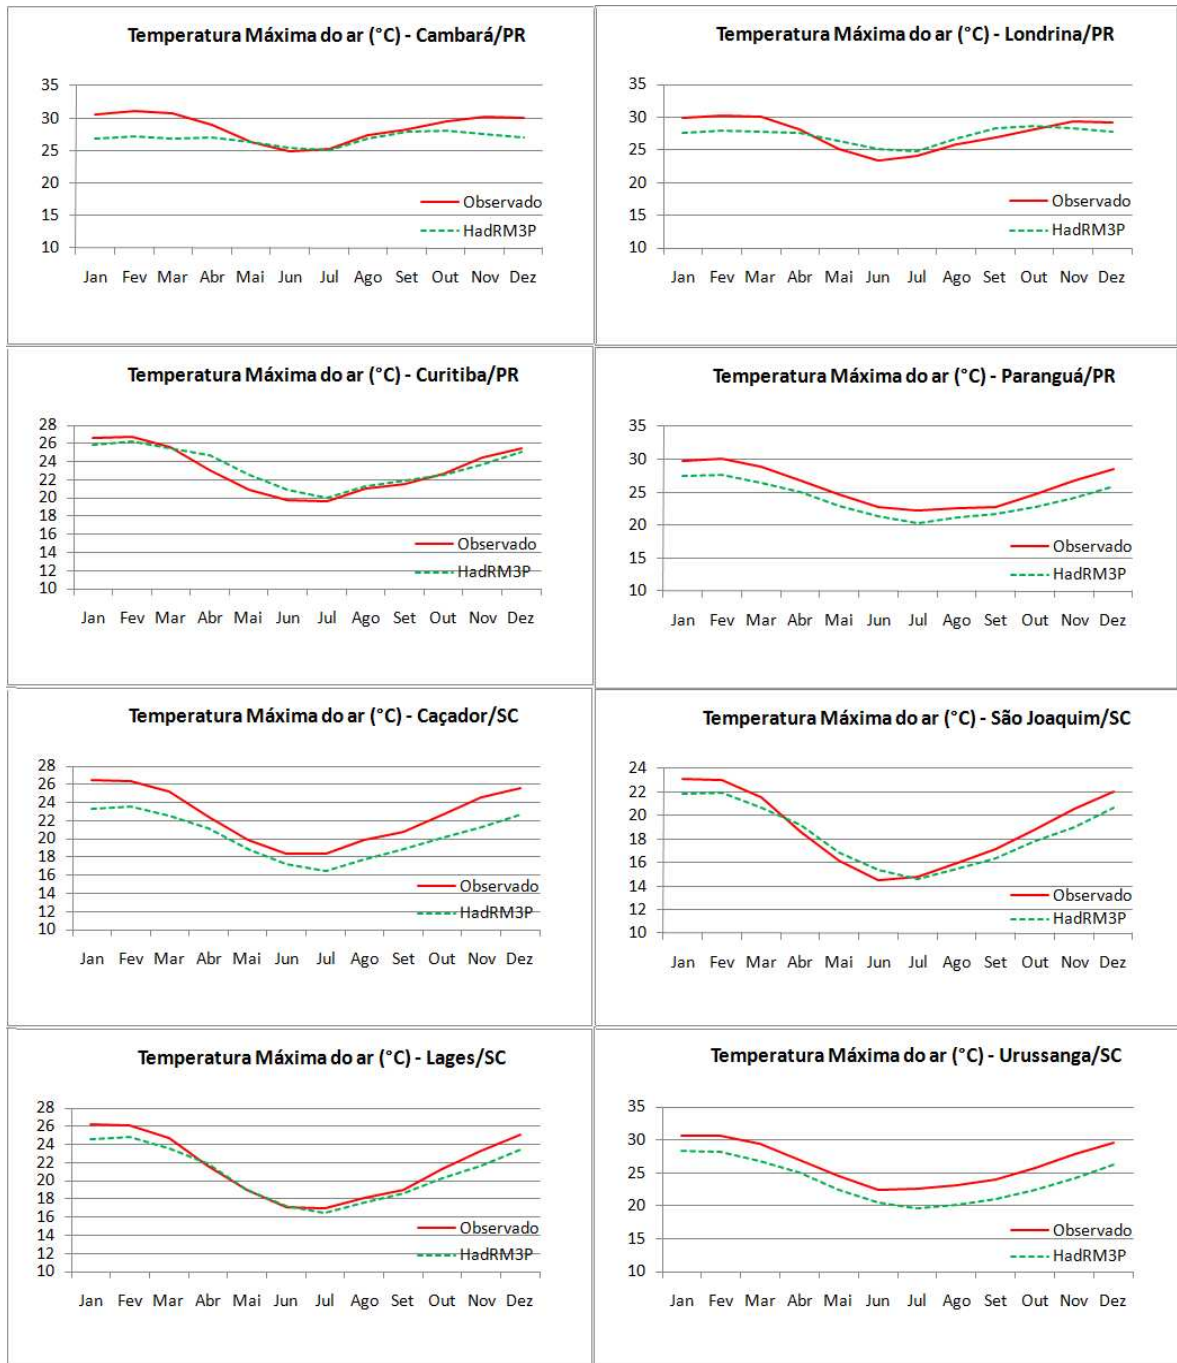 Temperatura Máxima do ar (°C) - Cambará/PR
35
30
25
20
15
10
Observado
HadRM3P
Jan Fev Mar Abr Mai Jun Jul Ago Set Out Nov Dez
Temperatura Máxima do ar (°C) - Londrina/PR
35
30
25
20
15
10
Observado
HadRM3P
Jan Fev Mar Abr Mai Jun Jul Ago Set Out Nov Dez
Temperatura Máxima do ar (°C) - Curitiba/PR
28
26
24
22
20
18
16
14
12
10
Observado
HadRM3P
Jan Fev Mar Abr Mai Jun Jul Ago Set Out Nov Dez
Temperatura Máxima do ar (°C) - Paranguá/PR
35
30
25
20
15
10
Observado
HadRM3P
Jan Fev Mar Abr Mai Jun Jul Ago Set Out Nov Dez
Temperatura Máxima do ar (°C) - Caçador/SC
28
26
24
22
20
18
16
14
12
10
Observado
HadRM3P
Jan Fev Mar Abr Mai Jun Jul Ago Set Out Nov Dez
Temperatura Máxima do ar (°C) - São Joaquim/SC
24
22
20
18
16
14
12
10
Observado
HadRM3P
Jan Fev Mar Abr Mai Jun Jul Ago Set Out Nov Dez
Temperatura Máxima do ar (°C) - Lages/SC
28
26
24
22
20
18
16
14
12
10
Observado
HadRM3P
Jan Fev Mar Abr Mai Jun Jul Ago Set Out Nov Dez
Temperatura Máxima do ar (°C) - Urussanga/SC
35
30
25
20
15
10
Observado
HadRM3P
Jan Fev Mar Abr Mai Jun Jul Ago Set Out Nov Dez